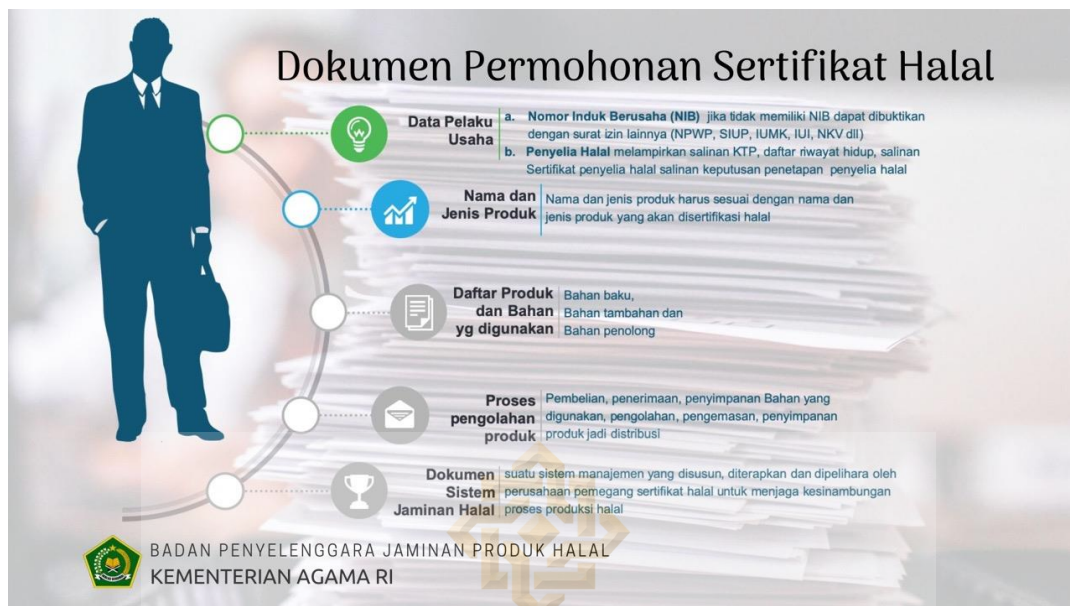 Dokumen Permohonan Sertifikat Halal
Data Pelaku
Usaha
a. Nomor Induk Berusaha (NIB) jika tidak memiliki NIB dapat dibuktikan
dengan surat izin lainnya (NPWP, SIUP, IUMK, IUI, NKV dll)
b. Penyelia Halal melampirkan salinan KTP, daftar riwayat hidup, salinan
Sertifikat penyelia halal salinan keputusan penetapan penyelia halal
Nama dan
Jenis Produk
Nama dan jenis produk harus sesuai dengan nama dan
jenis produk yang akan disertifikasi halal
Daftar Produk
dan Bahan
yg digunakan
Bahan baku,
Bahan tambahan dan
Bahan penolong
Proses
pengolahan
produk
Pembelian, penerimaan, penyimpanan Bahan yang
digunakan, pengolahan, pengemasan, penyimpanan
produk jadi distribusi
Dokumen
Sistem
Jaminan Halal
suatu sistem manajemen yang disusun, diterapkan dan dipelihara oleh
perusahaan pemegang sertifikat halal untuk menjaga kesinambungan
proses produksi halal
BADAN PENYELENGGARA JAMINAN PRODUK HALAL
KEMENTERIAN AGAMA RI